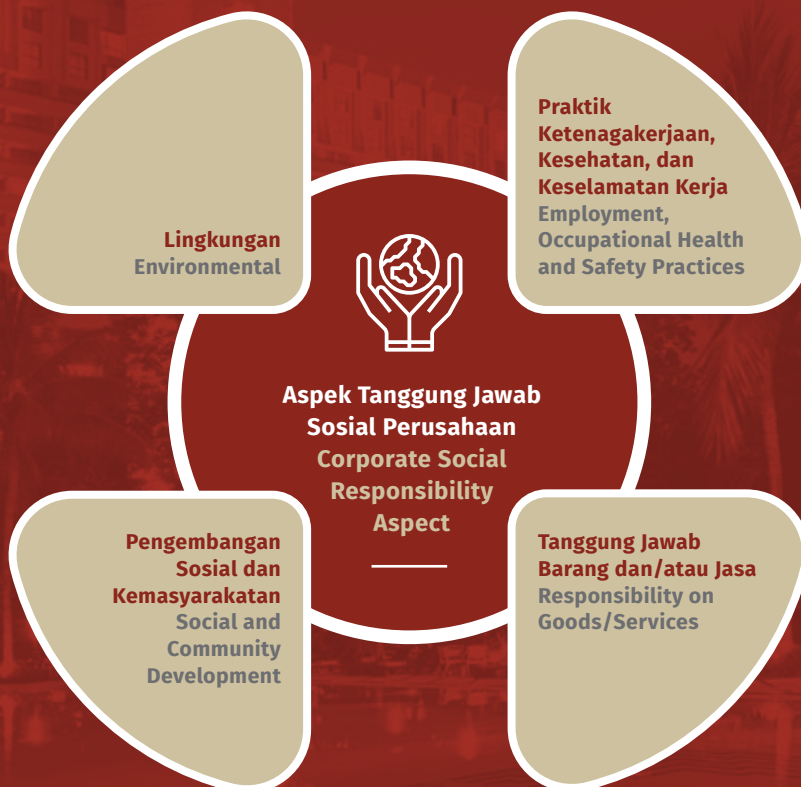 Lingkungan
Environmental
Praktik
Ketenagakerjaan,
Kesehatan, dan
Keselamatan Kerja
Employment,
Occupational Health
and Safety Practices
Aspek Tanggung Jawab
Sosial Perusahaan
Corporate Social
Responsibility
Aspect
Pengembangan
Sosial dan
Kemasyarakatan
Social and
Community
Development
Tanggung Jawab
Barang dan/atau Jasa
Responsibility on
Goods/Services